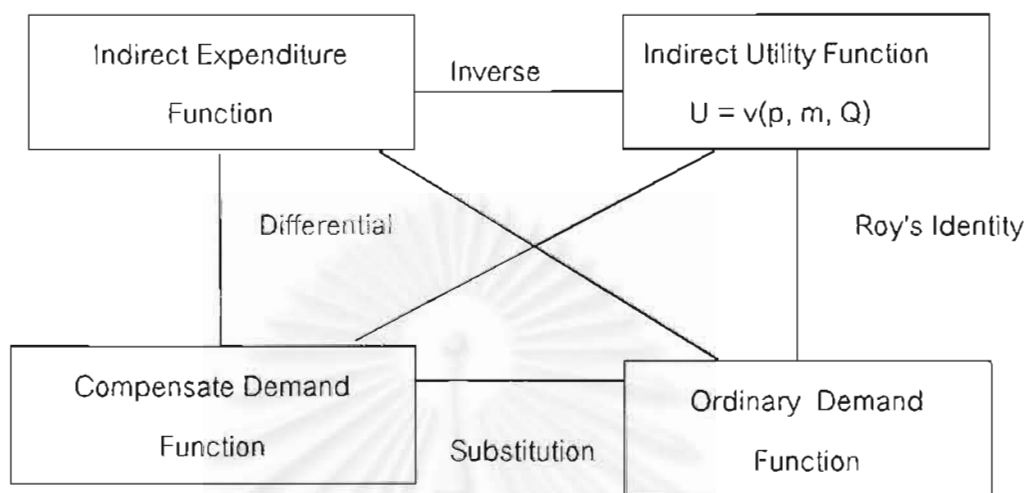 Indirect Expenditure
Function
Inverse
Indirect Utility Function
U = v(p, m, Q)
Differential
Roy's Identity
Compensate Demand
Function
Substitution
Ordinary Demand
Function